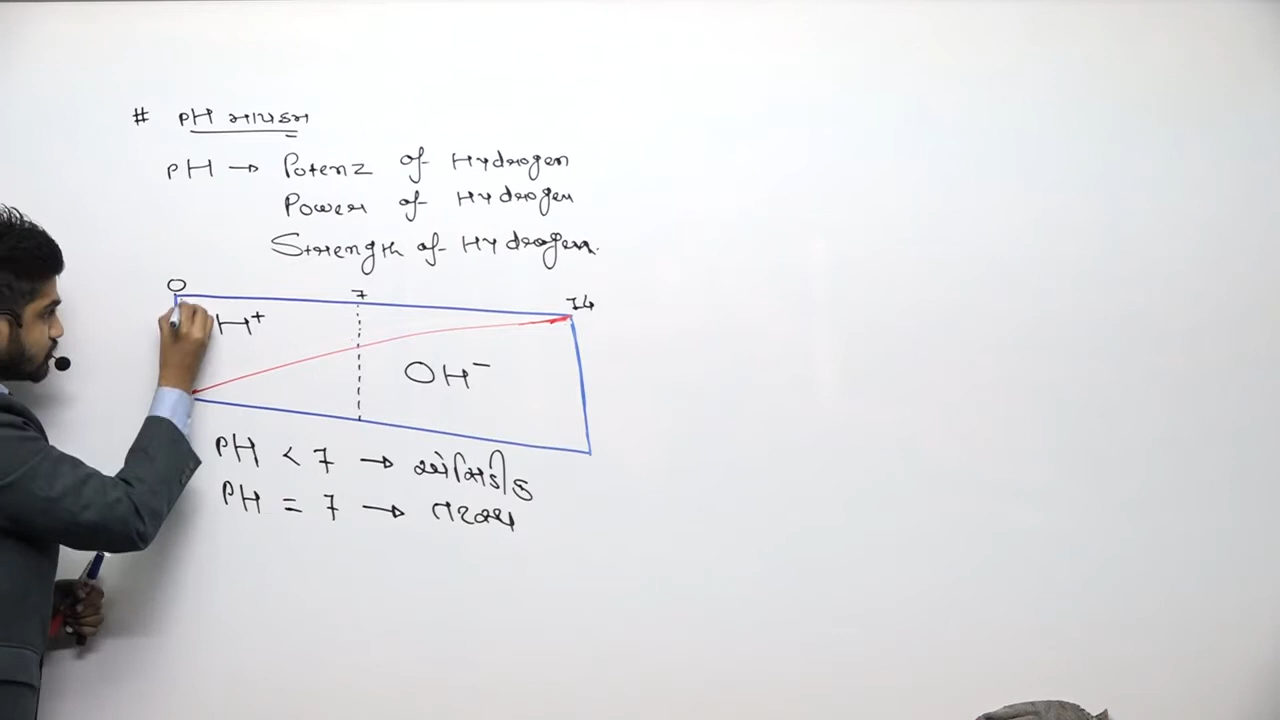 # pH માપક્રમ
pH → Potenz of Hydrogen
Power of Hydrogen
Strength of Hydrogen.
0 7 14
H⁺
OH⁻
PH < 7 → એસિડીક
PH = 7 → તટસ્થ